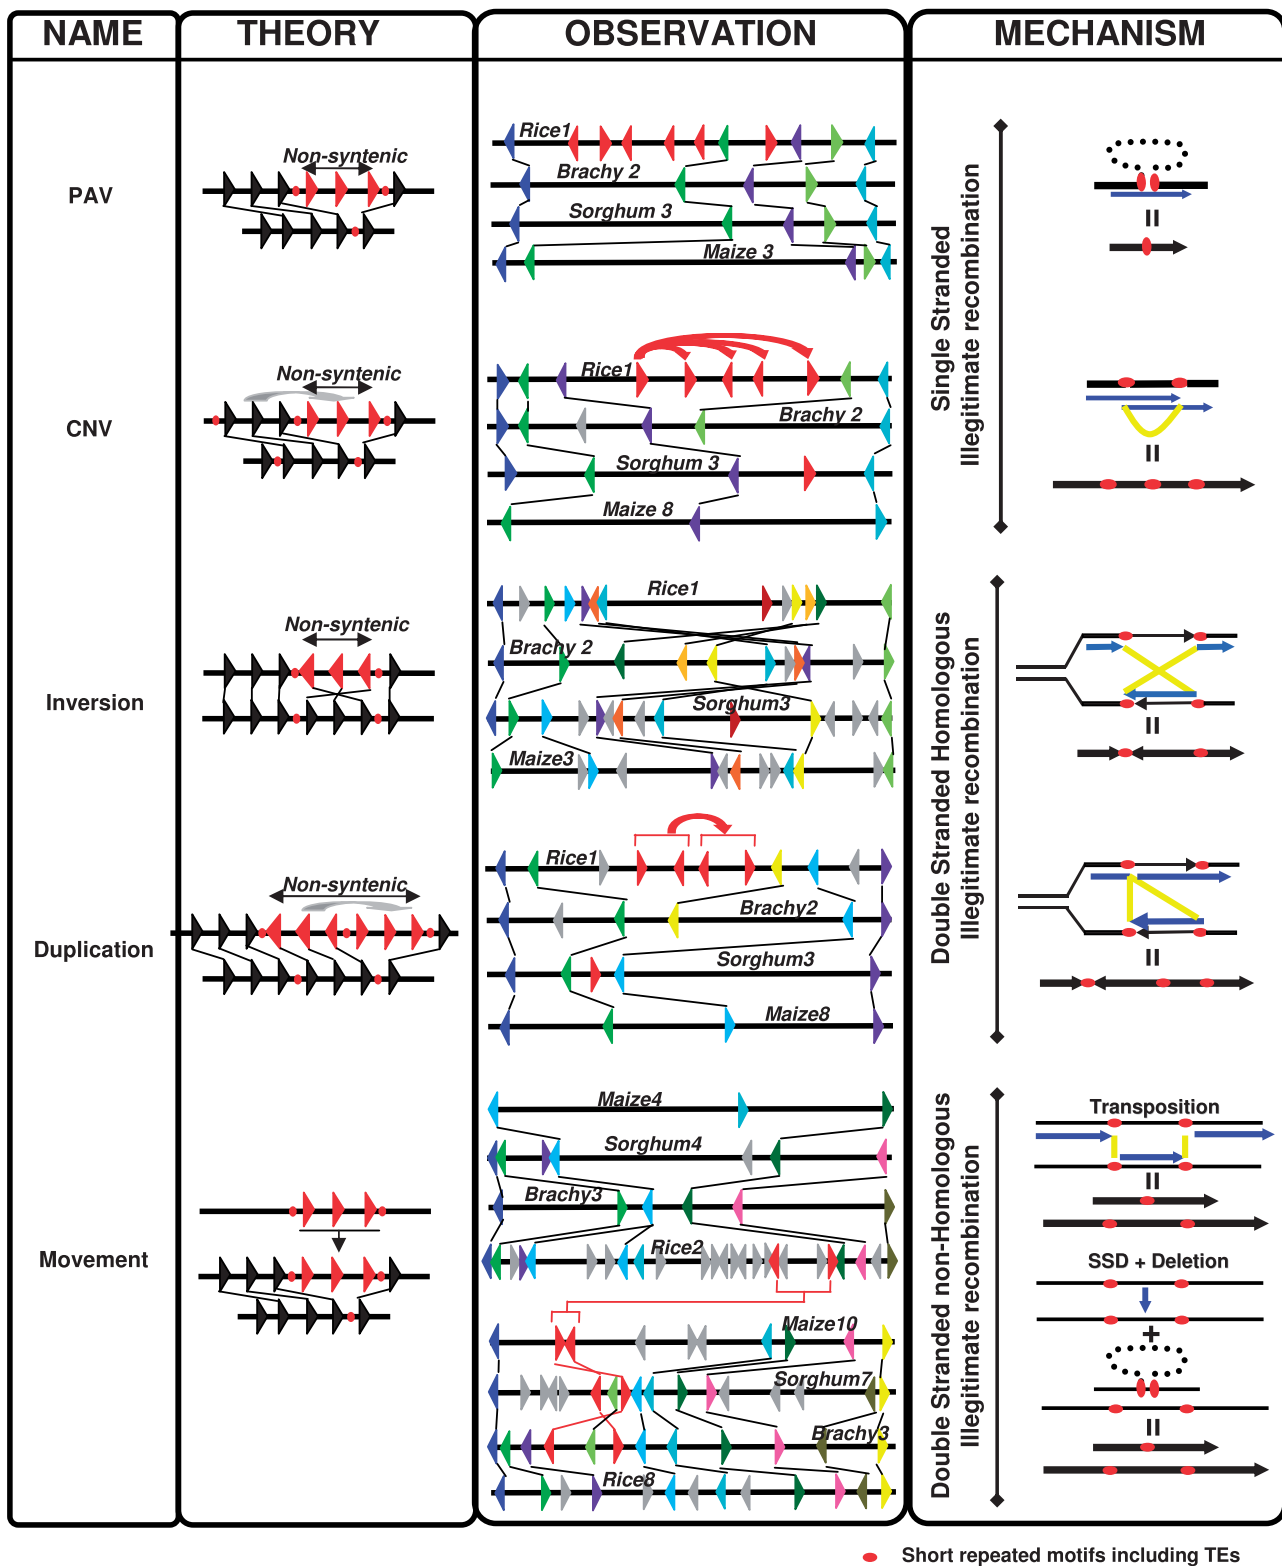 NAME
THEORY
OBSERVATION
MECHANISM
PAV
Non-syntenic
Rice1
Brachy 2
Sorghum 3
Maize 3
CNV
Non-syntenic
Rice1
Brachy 2
Sorghum 3
Maize 8
Single Stranded
Illegitimate recombination
Inversion
Non-syntenic
Rice1
Brachy 2
Sorghum3
Maize3
Duplication
Non-syntenic
Rice1
Brachy2
Sorghum3
Maize8
Double Stranded Homologous
Illegitimate recombination
Movement
Maize4
Sorghum4
Brachy3
Rice2
Maize10
Sorghum7
Brachy3
Rice8
Double Stranded non-Homologous
Illegitimate recombination
Transposition
SSD + Deletion
+
Short repeated motifs including TEs